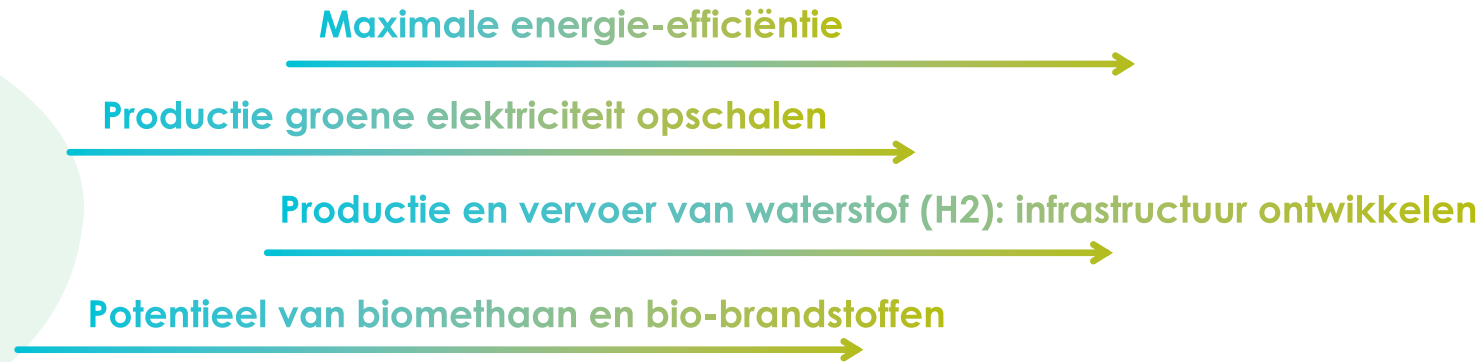 Maximale energie-efficiëntie
Productie groene elektriciteit opschalen
Productie en vervoer van waterstof (H2): infrastructuur ontwikkelen
Potentieel van biomethaan en bio-brandstoffen